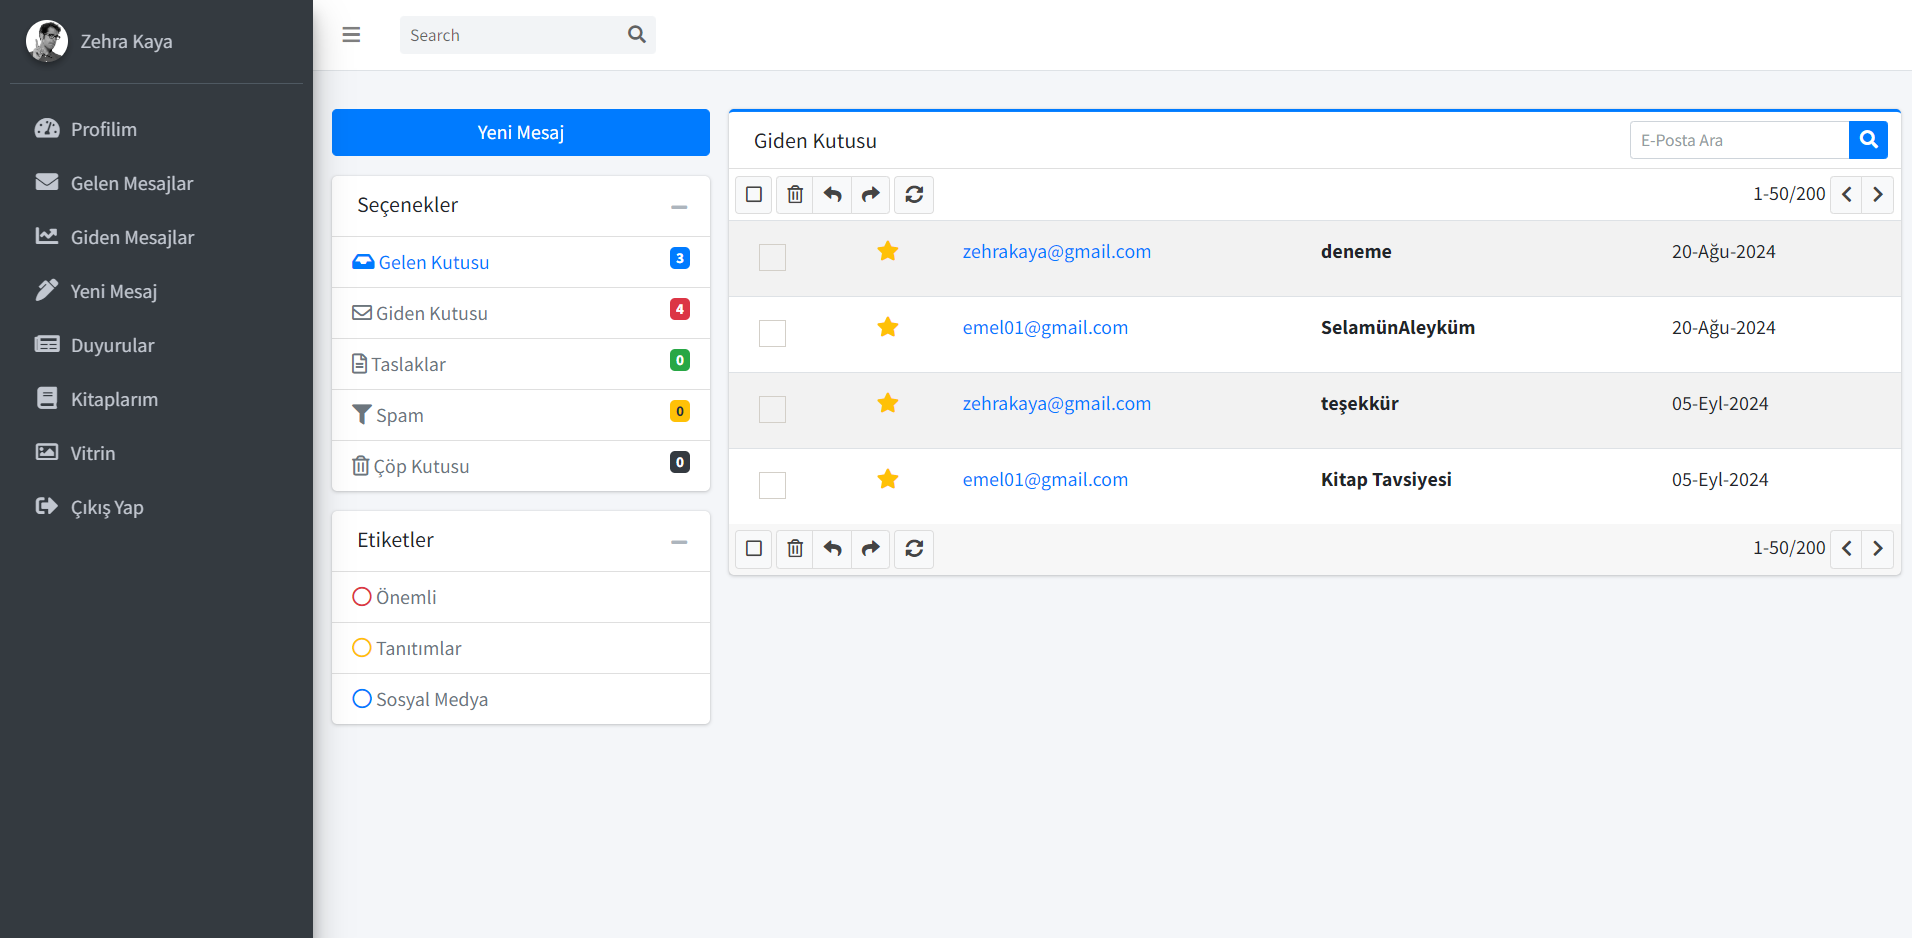 Zehra Kaya
Profilim
Gelen Mesajlar
Giden Mesajlar
Yeni Mesaj
Duyurular
Kitaplarım
Vitrin
Çıkış Yap
Search
Yeni Mesaj
Seçenekler
Gelen Kutusu 3
Giden Kutusu 4
Taslaklar 0
Spam 0
Çöp Kutusu 0
Etiketler
Önemli
Tanıtımlar
Sosyal Medya
Giden Kutusu E-Posta Ara
1-50/200
zehrakaya@gmail.com deneme 20-Ağu-2024
emel01@gmail.com SelamünAleyküm 20-Ağu-2024
zehrakaya@gmail.com teşekkür 05-Eyl-2024
emel01@gmail.com Kitap Tavsiyesi 05-Eyl-2024
1-50/200